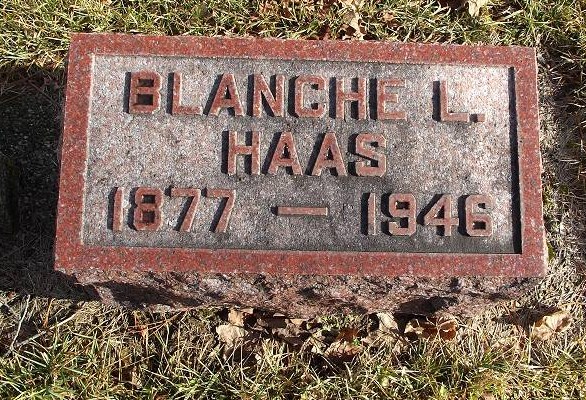 BLANCHE L.
HAAS
1877 — 1946